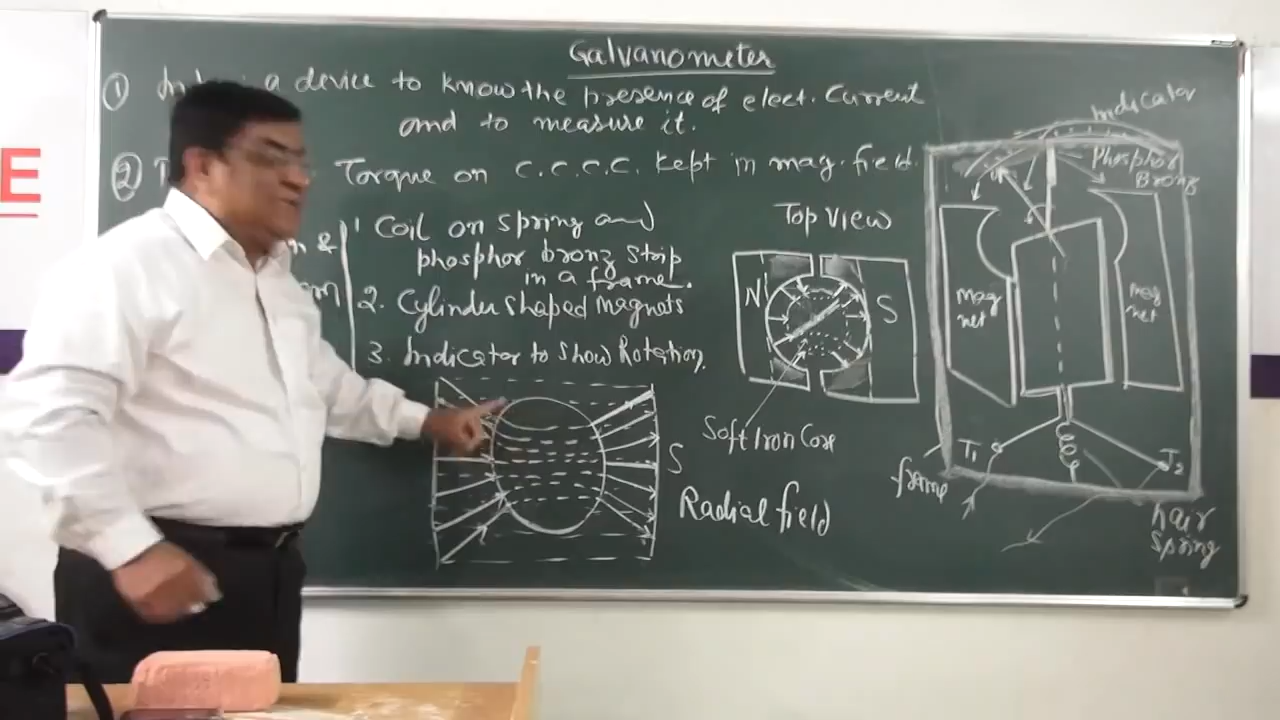 Galvanometer
① a device to know the presence of elect. Current
and to measure it.
② Torque on C.C.C.C. kept in mag. field.
1 Coil on spring and
phosphor bronz strip
in a frame.
2. Cylinder shaped magnets
3. Indicator to show Rotation.
n &
m
Top View
N
S
Soft Iron Core
S
Radial field
Indicator
Phosphor
Bronz
mag
net
mag
net
T1
T2
frame
hair
spring
E